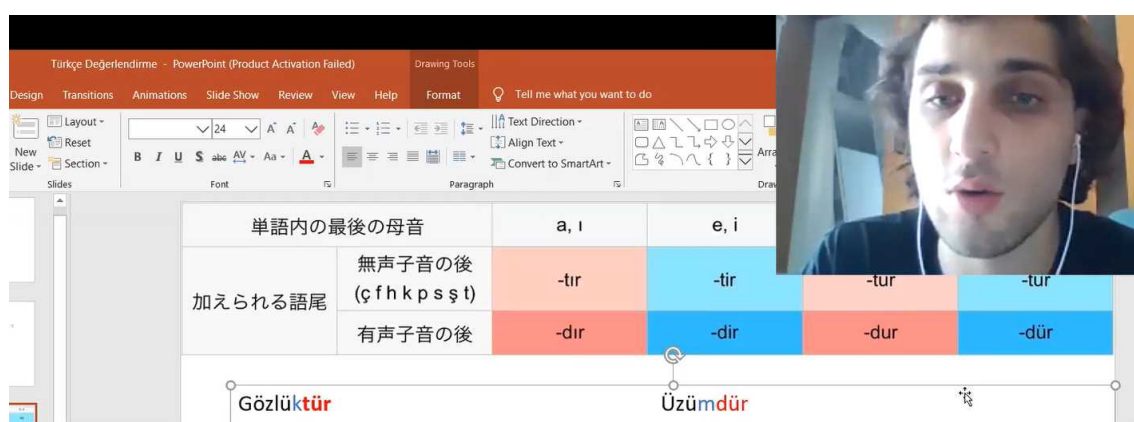 Türkçe Değerlendirme - PowerPoint (Product Activation Failed)
Drawing Tools
Design Transitions Animations Slide Show Review View Help Format Tell me what you want to do
New Slide
Layout
Reset
Section
24 A A
B I U S abc AV Aa A
Text Direction
Align Text
Convert to SmartArt
Slides Font Paragraph
単語内の最後の母音 a, ı e, i
加えられる語尾
無声子音の後 -tır -tir
(ç f h k p s ş t)
有声子音の後 -dır -dir -dur -dür
Gözlüktür Üzümdür